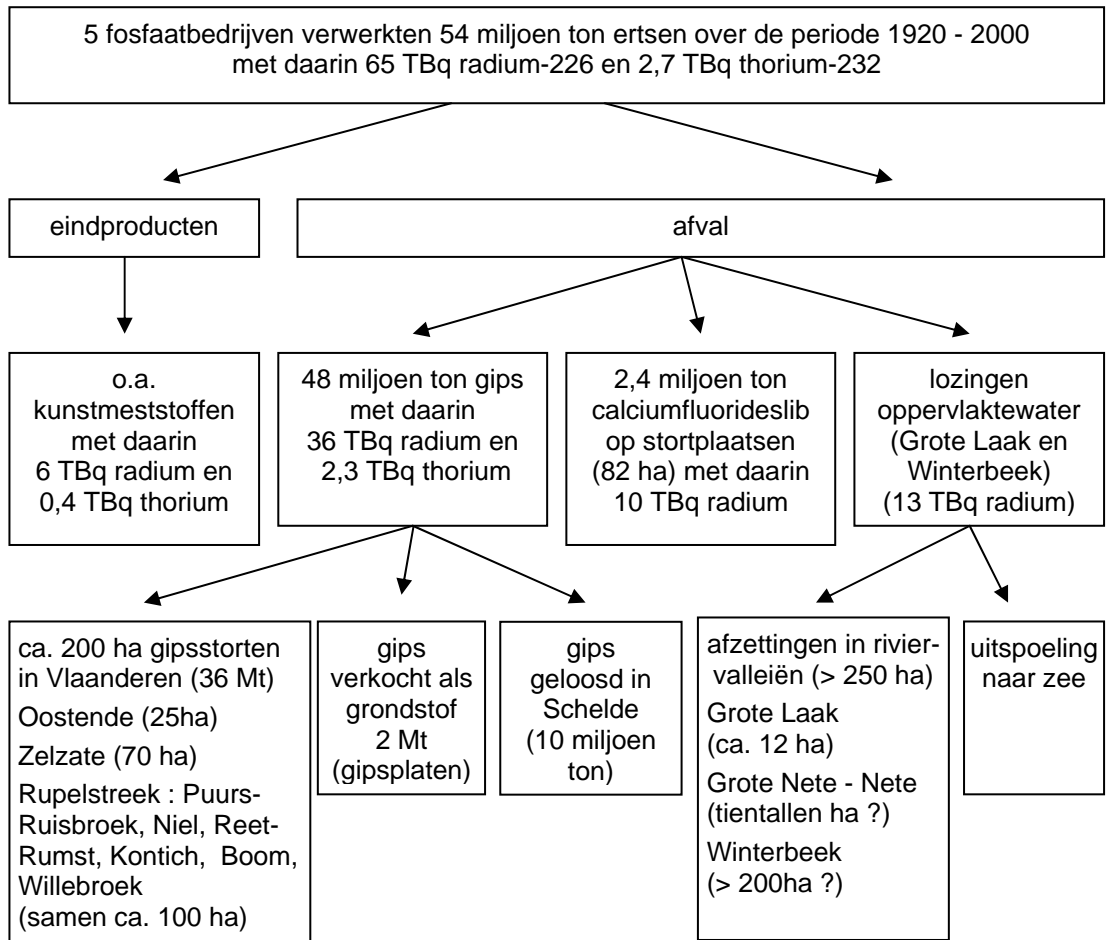 5 fosfaatbedrijven verwerkten 54 miljoen ton ertsen over de periode 1920 - 2000
met daarin 65 TBq radium-226 en 2,7 TBq thorium-232
eindproducten
afval
o.a.
kunstmeststoffen
met daarin
6 TBq radium en
0,4 TBq thorium
48 miljoen ton gips
met daarin
36 TBq radium en
2,3 TBq thorium
2,4 miljoen ton
calciumfluorideslib
op stortplaatsen
(82 ha) met daarin
10 TBq radium
lozingen
oppervlaktewater
(Grote Laak en
Winterbeek)
(13 TBq radium)
ca. 200 ha gipsstorten
in Vlaanderen (36 Mt)
Oostende (25ha)
Zelzate (70 ha)
Rupelstreek : Puurs-
Ruisbroek, Niel, Reet-
Rumst, Kontich, Boom,
Willebroek
(samen ca. 100 ha)
gips
verkocht als
grondstof
2 Mt
(gipsplaten)
gips
geloosd in
Schelde
(10 miljoen
ton)
afzettingen in rivier-
valleiën (> 250 ha)
Grote Laak
(ca. 12 ha)
Grote Nete - Nete
(tientallen ha ?)
Winterbeek
(> 200ha ?)
uitspoeling
naar zee